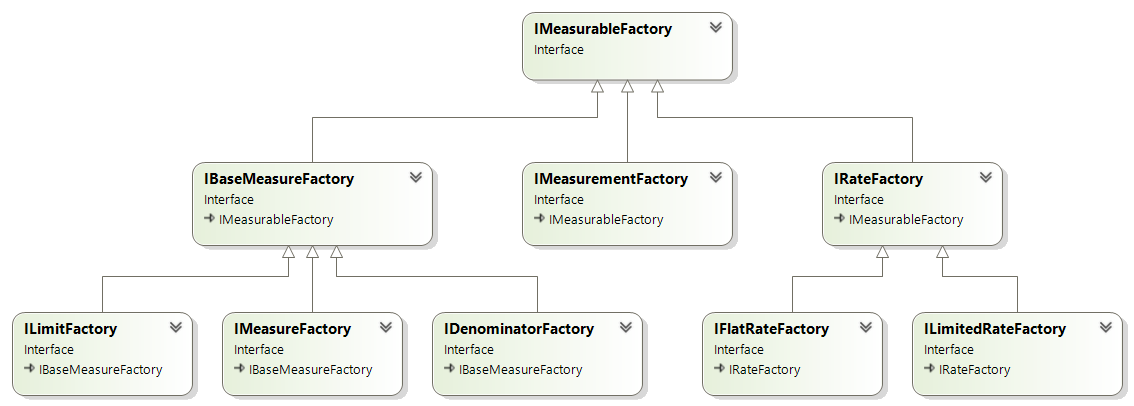 IMeasurableFactory
Interface
IBaseMeasureFactory
Interface
IMeasurableFactory
IMeasurementFactory
Interface
IMeasurableFactory
IRateFactory
Interface
IMeasurableFactory
ILimitFactory
Interface
IBaseMeasureFactory
IMeasureFactory
Interface
IBaseMeasureFactory
IDenominatorFactory
Interface
IBaseMeasureFactory
IFlatRateFactory
Interface
IRateFactory
ILimitedRateFactory
Interface
IRateFactory